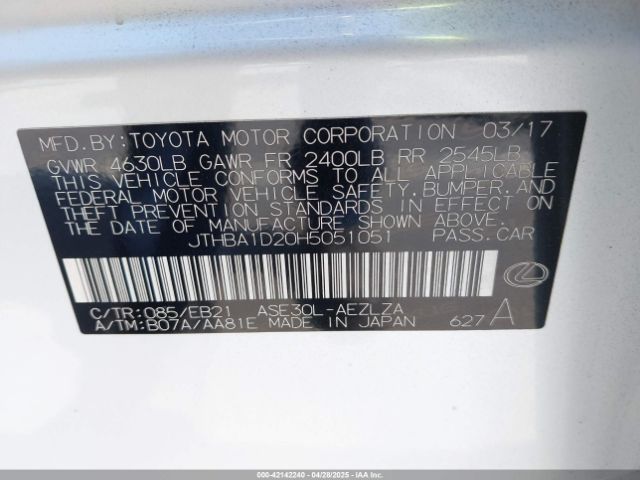 MFD. BY: TOYOTA MOTOR CORPORATION 03/17
GVWR 4630LB GAWR FR 2400LB RR 2545LB
THIS VEHICLE CONFORMS TO ALL APPLICABLE
FEDERAL MOTOR VEHICLE SAFETY, BUMPER, AND
THEFT PREVENTION STANDARDS IN EFFECT ON
THE DATE OF MANUFACTURE SHOWN ABOVE.
JTHBA1D20H5051051 PASS. CAR
C/TR: 085/EB21 ASE30L-AEZLZA
A/TM: B07A/AA81E MADE IN JAPAN 627 A
000-42142240 - 04/28/2025 - IAAI.COM